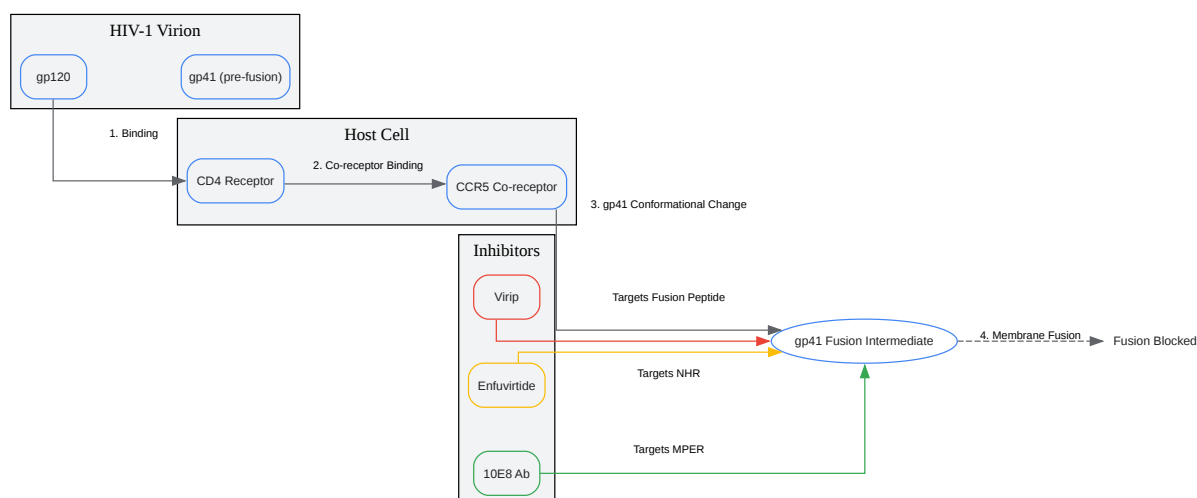 HIV-1 Virion
gp120
gp41 (pre-fusion)
1. Binding
Host Cell
CD4 Receptor
2. Co-receptor Binding
CCR5 Co-receptor
3. gp41 Conformational Change
Inhibitors
Virip
Targets Fusion Peptide
gp41 Fusion Intermediate
4. Membrane Fusion
Fusion Blocked
Enfuvirtide
Targets NHR
10E8 Ab
Targets MPER